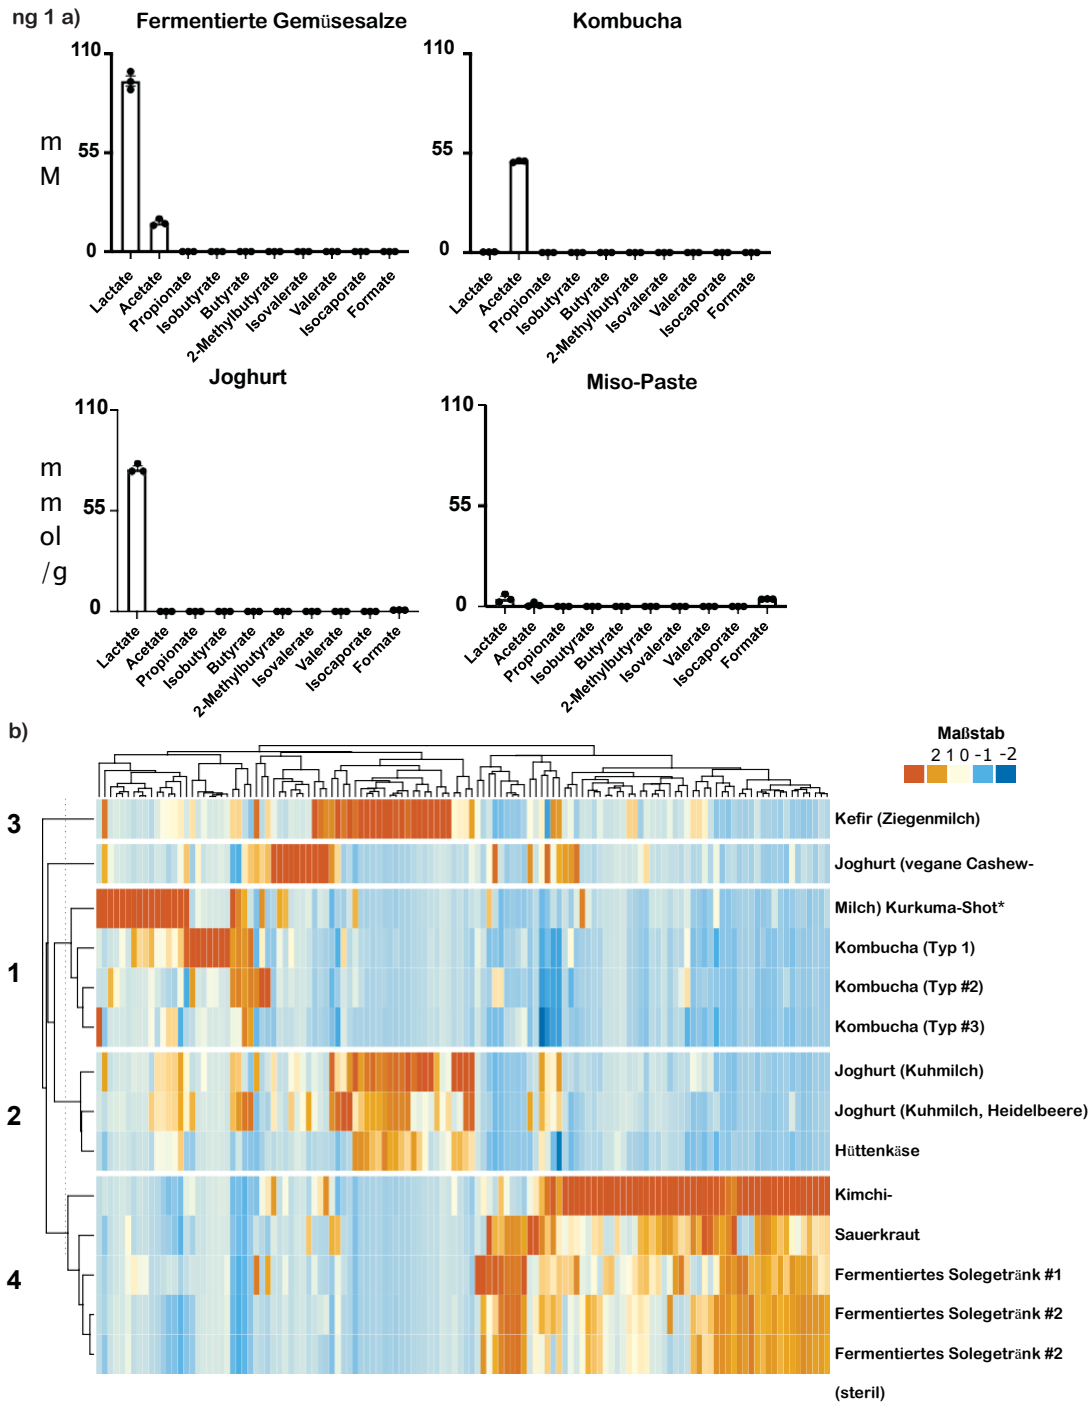 ng 1 a)
Fermentierte Gemüsesalze
Kombucha
110
55
0
m
M
Lactate
Acetate
Propionate
Isobutyrate
Butyrate
2-Methylbutyrate
Isovalerate
Valerate
Isocaporate
Formate
110
55
0
Lactate
Acetate
Propionate
Isobutyrate
Butyrate
2-Methylbutyrate
Isovalerate
Valerate
Isocaporate
Formate
Joghurt
Miso-Paste
110
55
0
m
m
ol
/g
Lactate
Acetate
Propionate
Isobutyrate
Butyrate
2-Methylbutyrate
Isovalerate
Valerate
Isocaporate
Formate
110
55
0
Lactate
Acetate
Propionate
Isobutyrate
Butyrate
2-Methylbutyrate
Isovalerate
Valerate
Isocaporate
Formate
b)
Maßstab
2 1 0 -1 -2
3
Kefir (Ziegenmilch)
Joghurt (vegane Cashew-
Milch) Kurkuma-Shot*
1
Kombucha (Typ 1)
Kombucha (Typ #2)
Kombucha (Typ #3)
2
Joghurt (Kuhmilch)
Joghurt (Kuhmilch, Heidelbeere)
Hüttenkäse
4
Kimchi-
Sauerkraut
Fermentiertes Solegetränk #1
Fermentiertes Solegetränk #2
Fermentiertes Solegetränk #2
(steril)